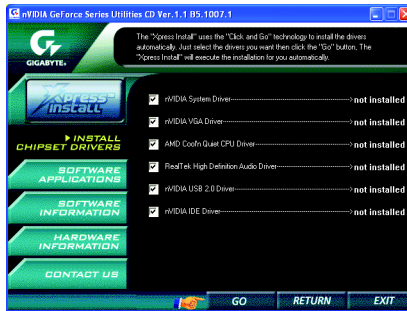 nVIDIA GeForce Series Utilities CD Ver.1.1 B5.1007.1
GIGABYTE
The "Xpress Install" uses the "Click and Go" technology to install the drivers
automatically. Just select the drivers you want then click the "Go" button, The
"Xpress Install" will execute the installation for you automatically.
Xpress
INSTALL
INSTALL
CHIPSET DRIVERS
SOFTWARE
APPLICATIONS
SOFTWARE
INFORMATION
HARDWARE
INFORMATION
CONTACT US
nVIDIA System Driver not installed
nVIDIA VGA Driver not installed
AMD Cool'n Quiet CPU Driver not installed
RealTek High Definition Audio Driver not installed
nVIDIA USB 2.0 Driver not installed
nVIDIA IDE Driver not installed
GO RETURN EXIT